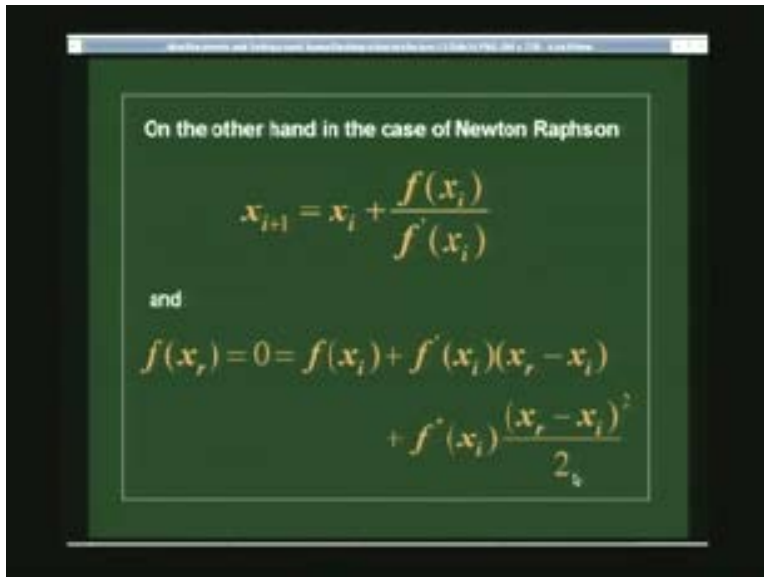 On the other hand in the case of Newton Raphson
x_{i+1} = x_i + f(x_i) / f'(x_i)
and
f(x_r) = 0 = f(x_i) + f'(x_i)(x_r − x_i)
+ f''(x_i) (x_r − x_i)^2 / 2